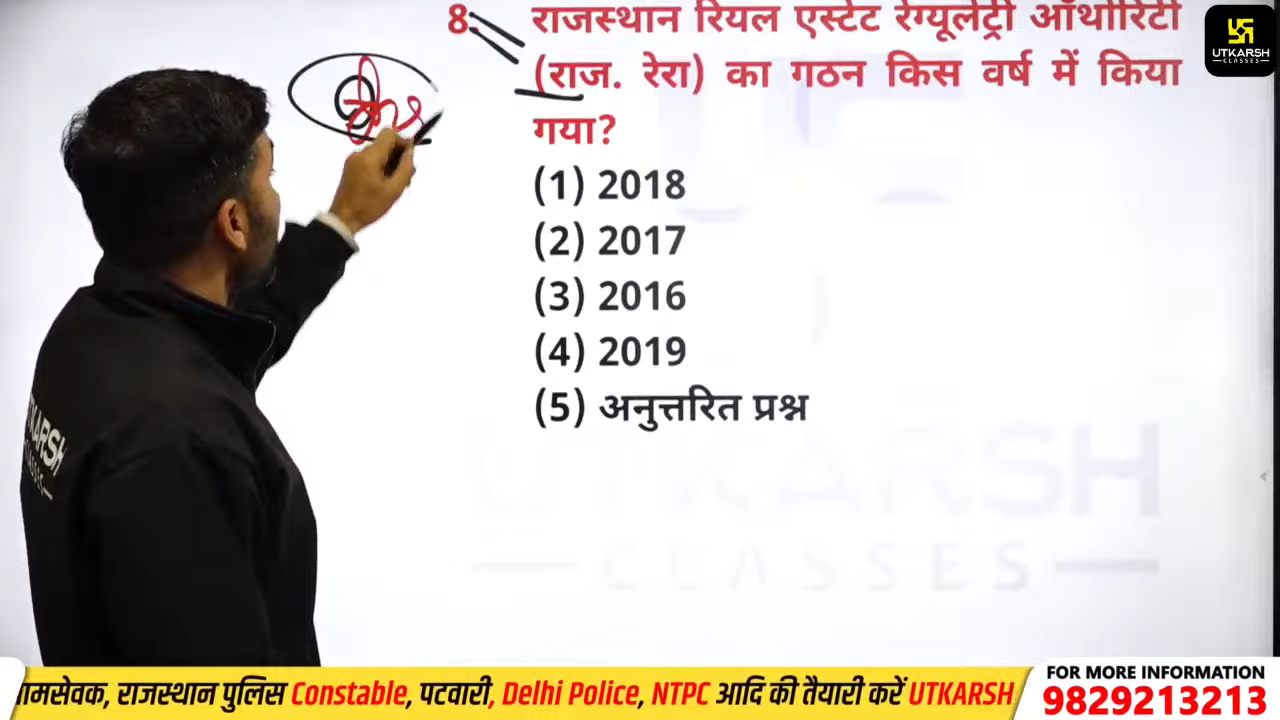 8. राजस्थान रियल एस्टेट रेग्यूलेट्री ऑथोरिटी
(राज. रेरा) का गठन किस वर्ष में किया
गया?
(1) 2018
(2) 2017
(3) 2016
(4) 2019
(5) अनुत्तरित प्रश्न
UTKARSH
CLASSES
UTKARSH
CLASSES
UTKARSH
CLASSES
ामसेवक, राजस्थान पुलिस Constable, पटवारी, Delhi Police, NTPC आदि की तैयारी करें UTKARSH
FOR MORE INFORMATION
9829213213